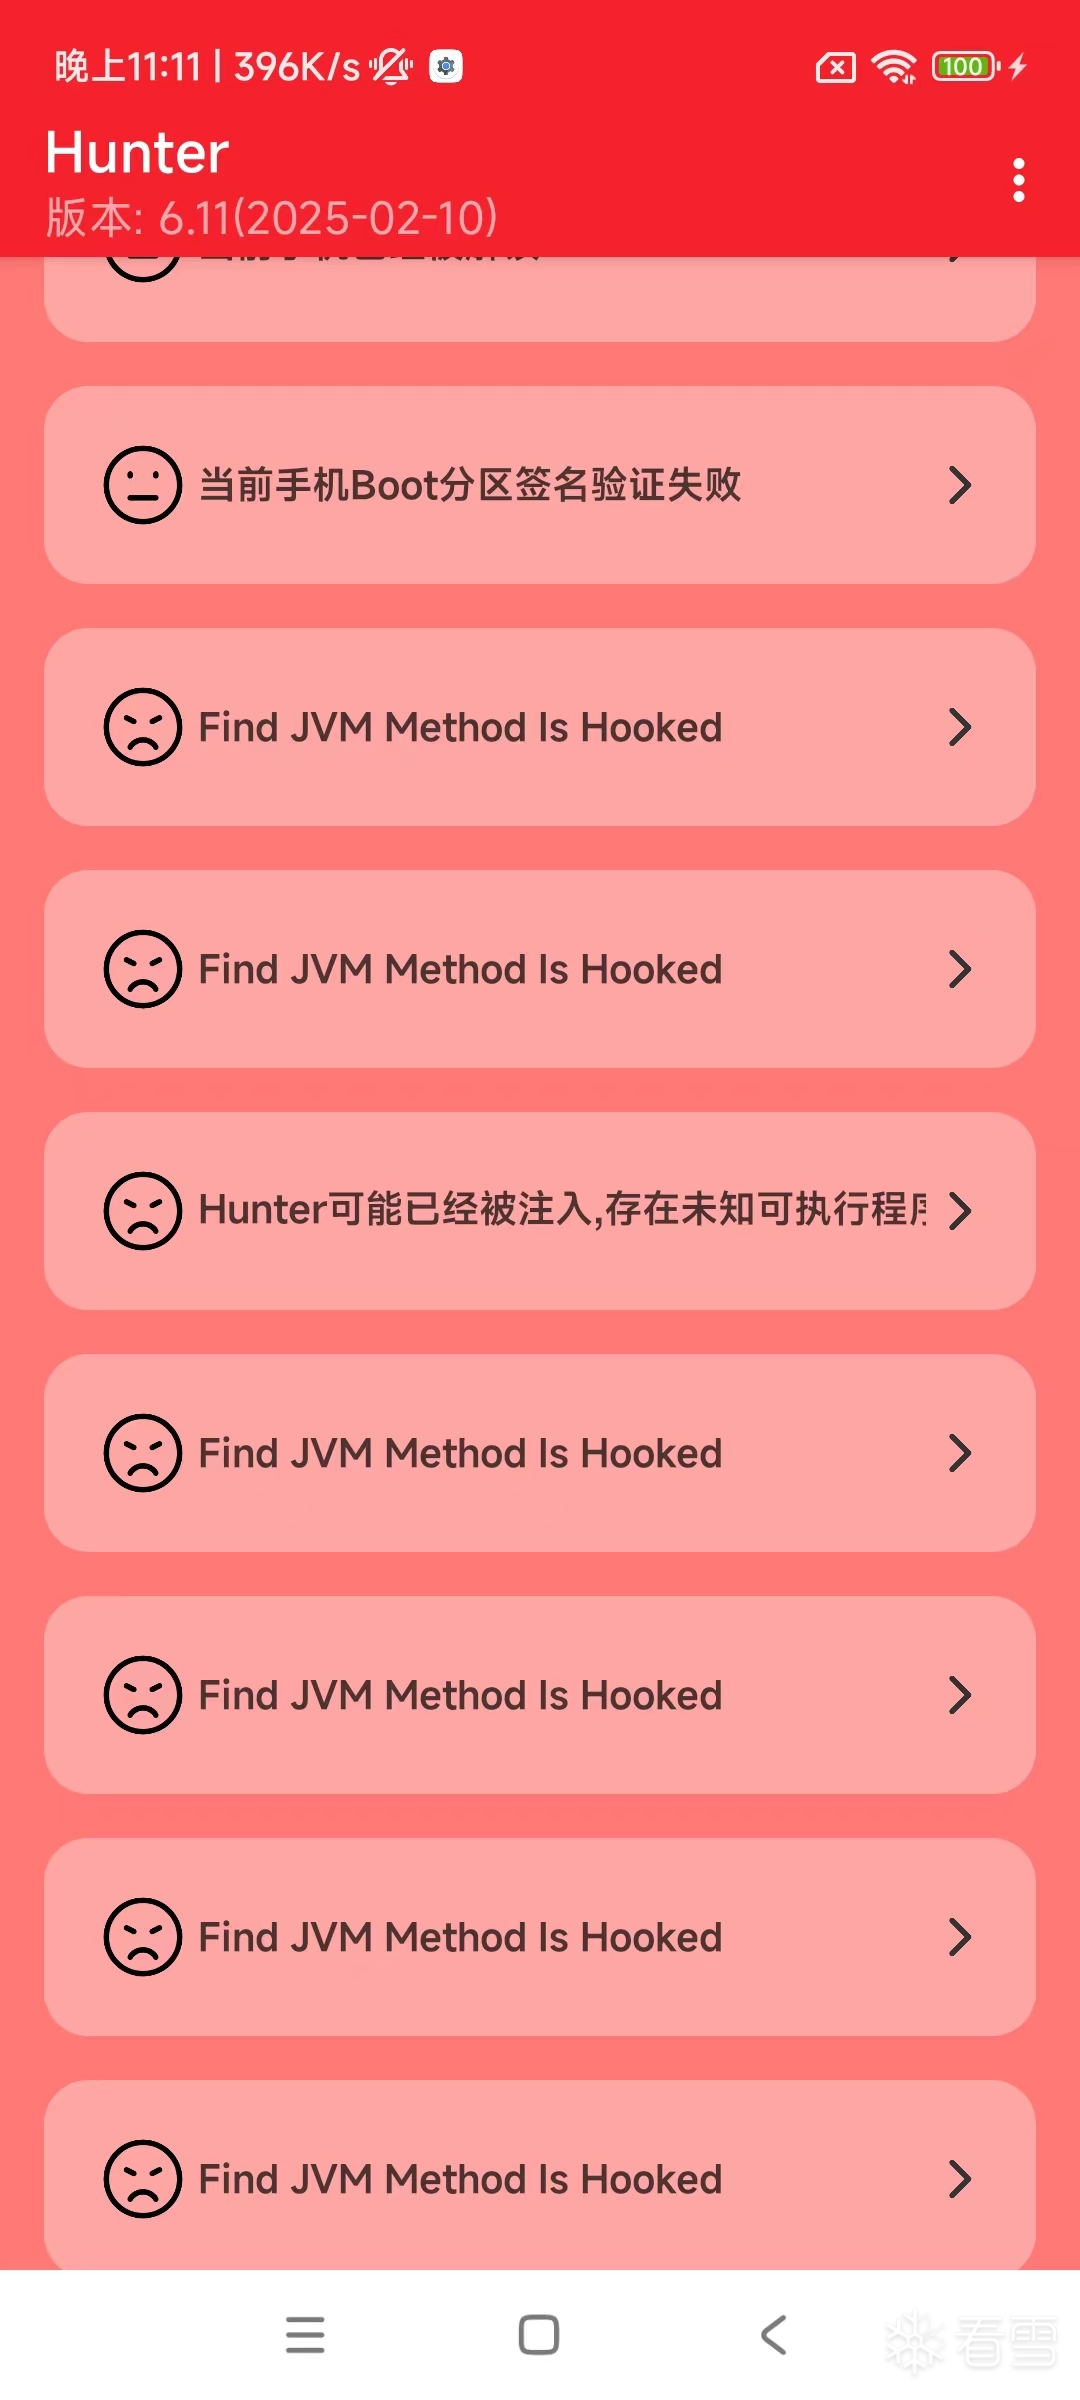 晚上11:11 | 396K/s
100
Hunter
版本: 6.11(2025-02-10)
当前手机Boot分区签名验证失败
Find JVM Method Is Hooked
Find JVM Method Is Hooked
Hunter可能已经被注入,存在未知可执行程序
Find JVM Method Is Hooked
Find JVM Method Is Hooked
Find JVM Method Is Hooked
Find JVM Method Is Hooked
看雪